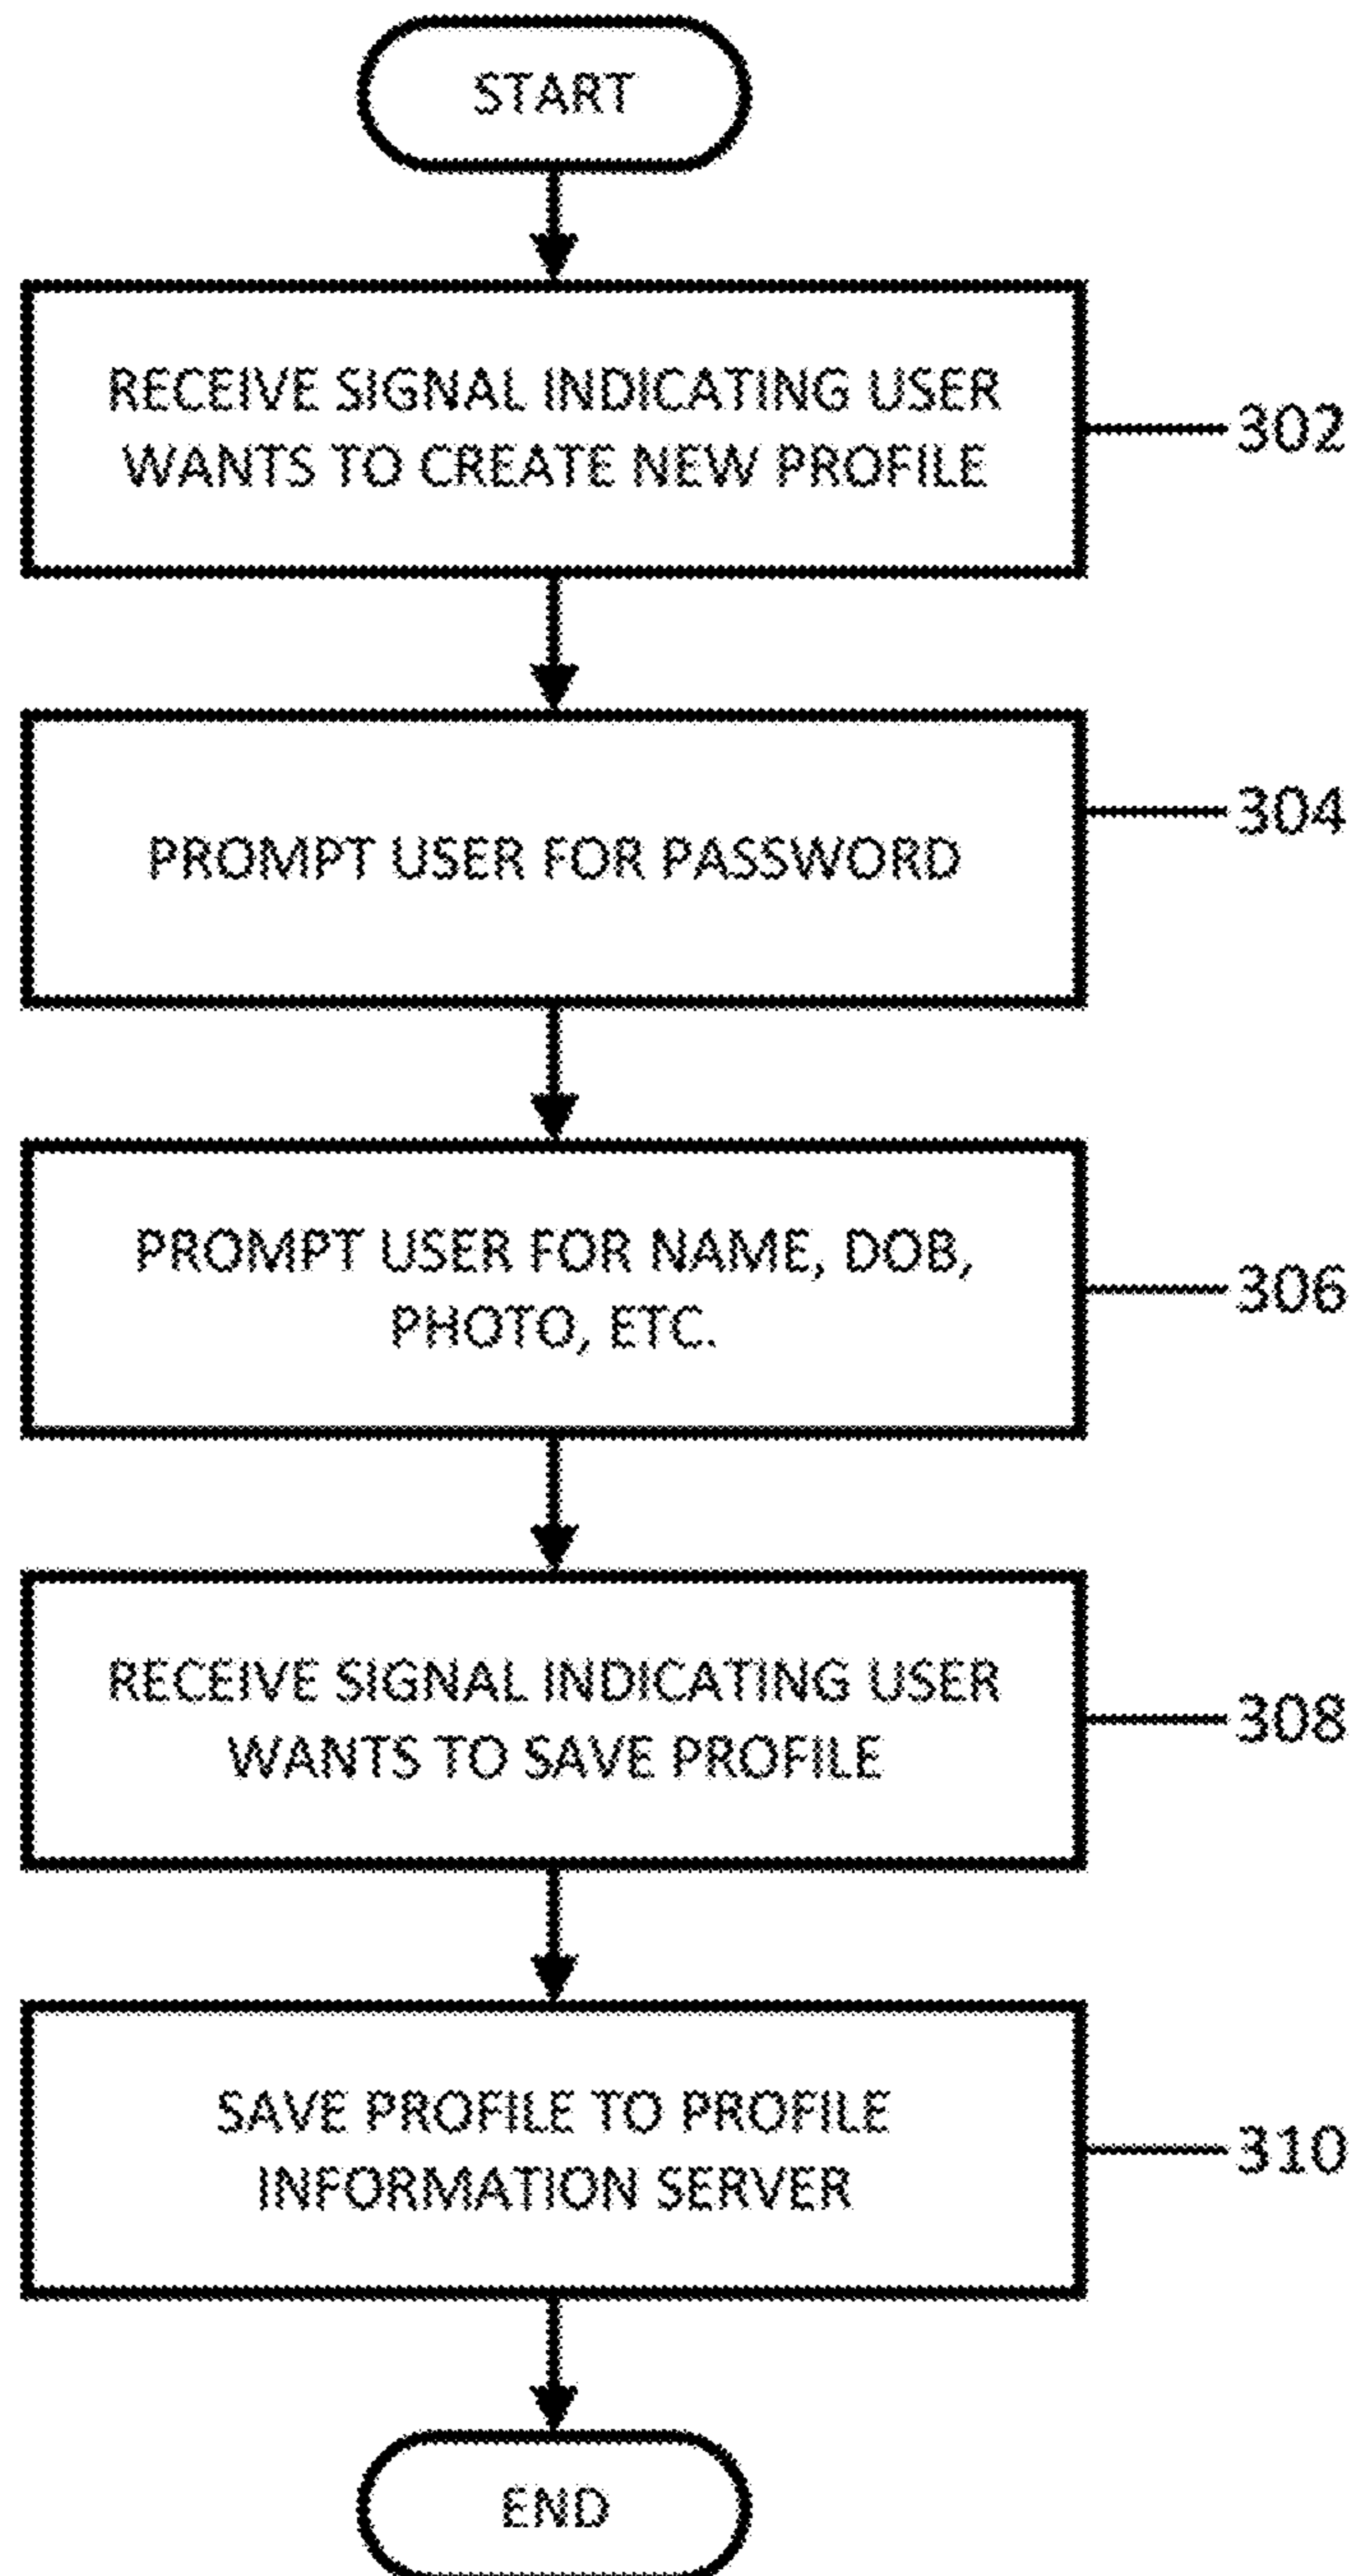 START
RECEIVE SIGNAL INDICATING USER
WANTS TO CREATE NEW PROFILE
302
PROMPT USER FOR PASSWORD
304
PROMPT USER FOR NAME, DOB,
PHOTO, ETC.
306
RECEIVE SIGNAL INDICATING USER
WANTS TO SAVE PROFILE
308
SAVE PROFILE TO PROFILE
INFORMATION SERVER
310
END